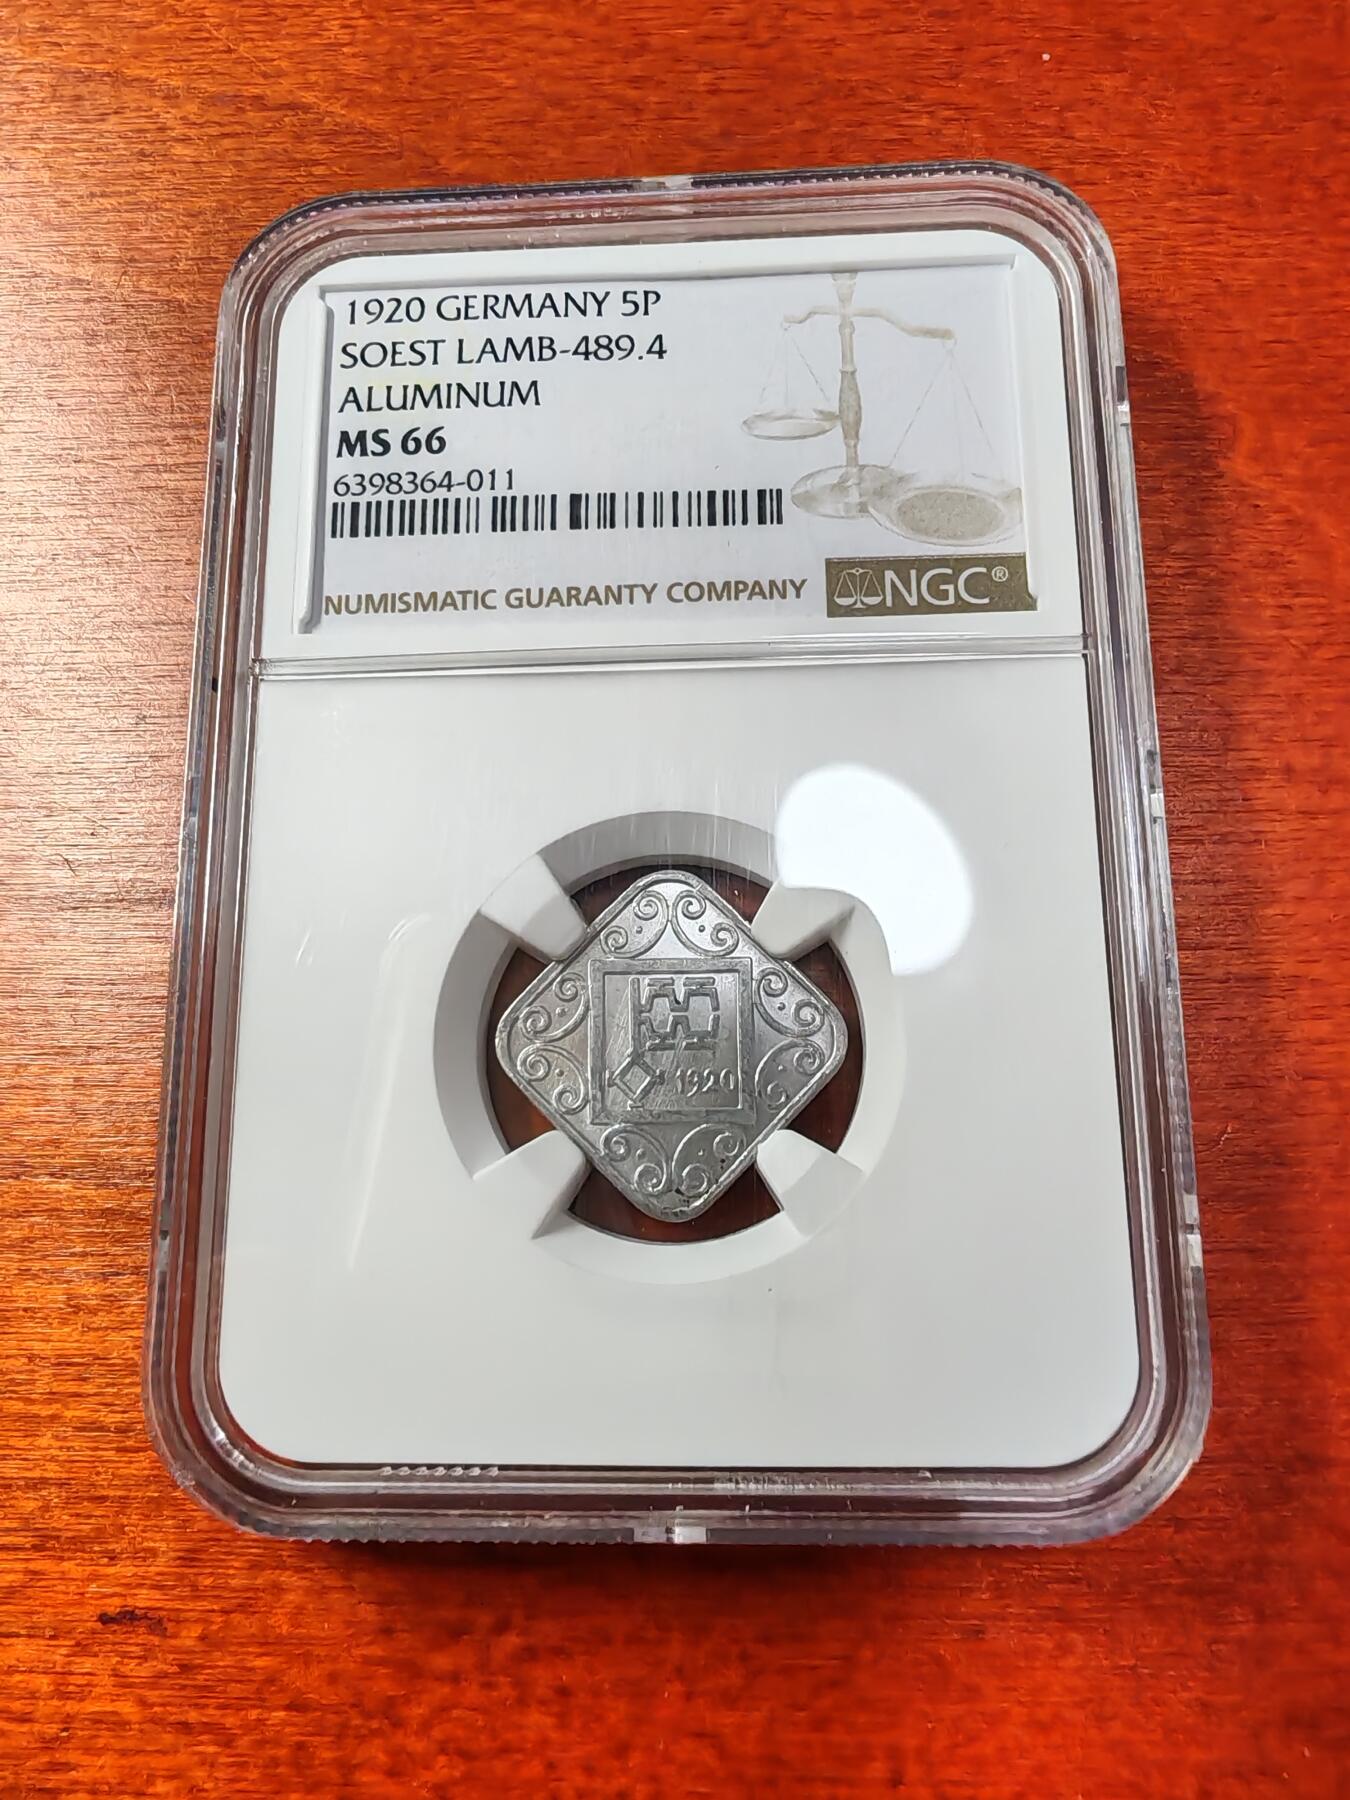 1920 GERMANY 5P
SOEST LAMB-489.4
ALUMINUM
MS 66
6398364-011
NUMISMATIC GUARANTY COMPANY NGC®
1920